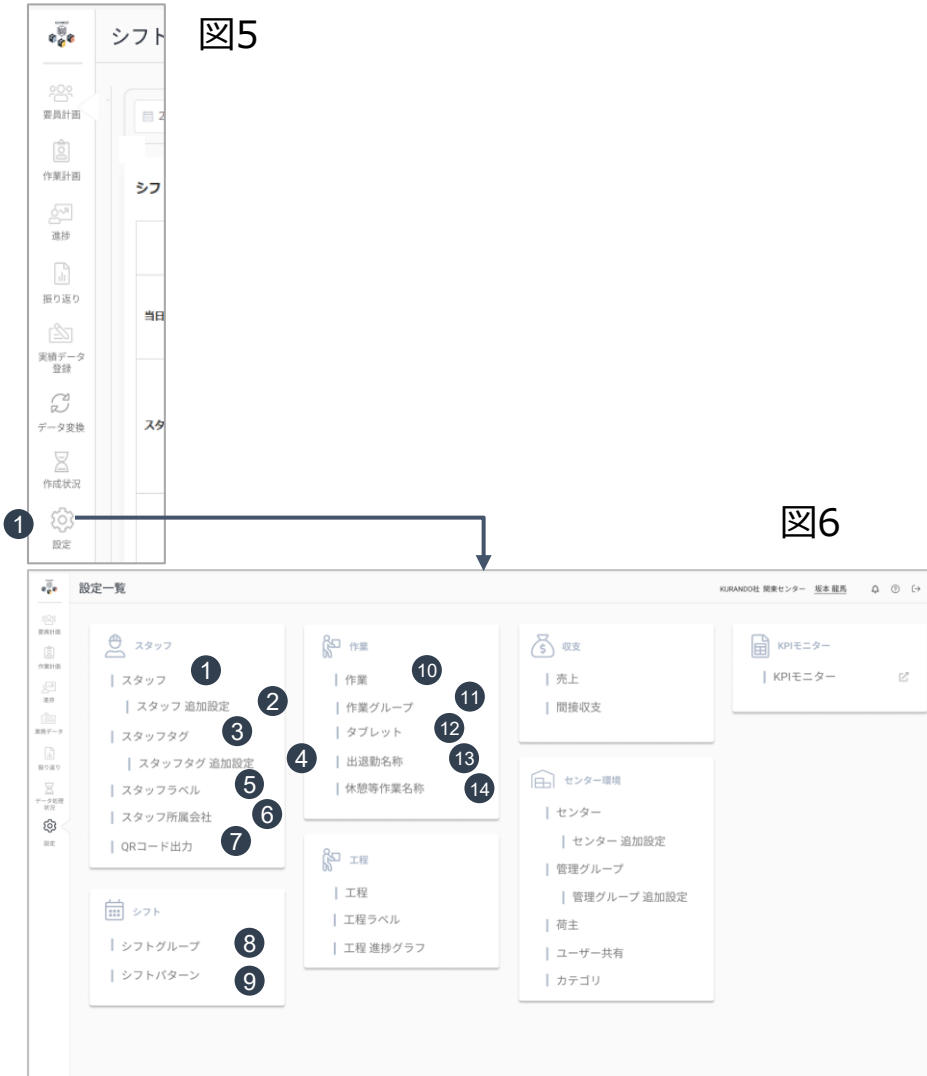 図5
シフト
要員計画
2
作業計画
シフ
進捗
振り返り
当日
実績データ
登録
データ変換
スタ
作成状況
1
設定
図6
設定一覧
KURANDO社 関東センター 坂本 龍馬
要員計画
作業計画
進捗
実績データ
振り返り
データ処理
状況
設定
スタッフ
スタッフ 1
スタッフ 追加設定 2
スタッフタグ 3
スタッフタグ 追加設定 4
スタッフラベル 5
スタッフ所属会社 6
QRコード出力 7
シフト
シフトグループ 8
シフトパターン 9
作業
作業 10
作業グループ 11
タブレット 12
出退勤名称 13
休憩等作業名称 14
工程
工程
工程ラベル
工程 進捗グラフ
収支
売上
間接収支
センター環境
センター
センター 追加設定
管理グループ
管理グループ 追加設定
荷主
ユーザー共有
カテゴリ
KPIモニター
KPIモニター